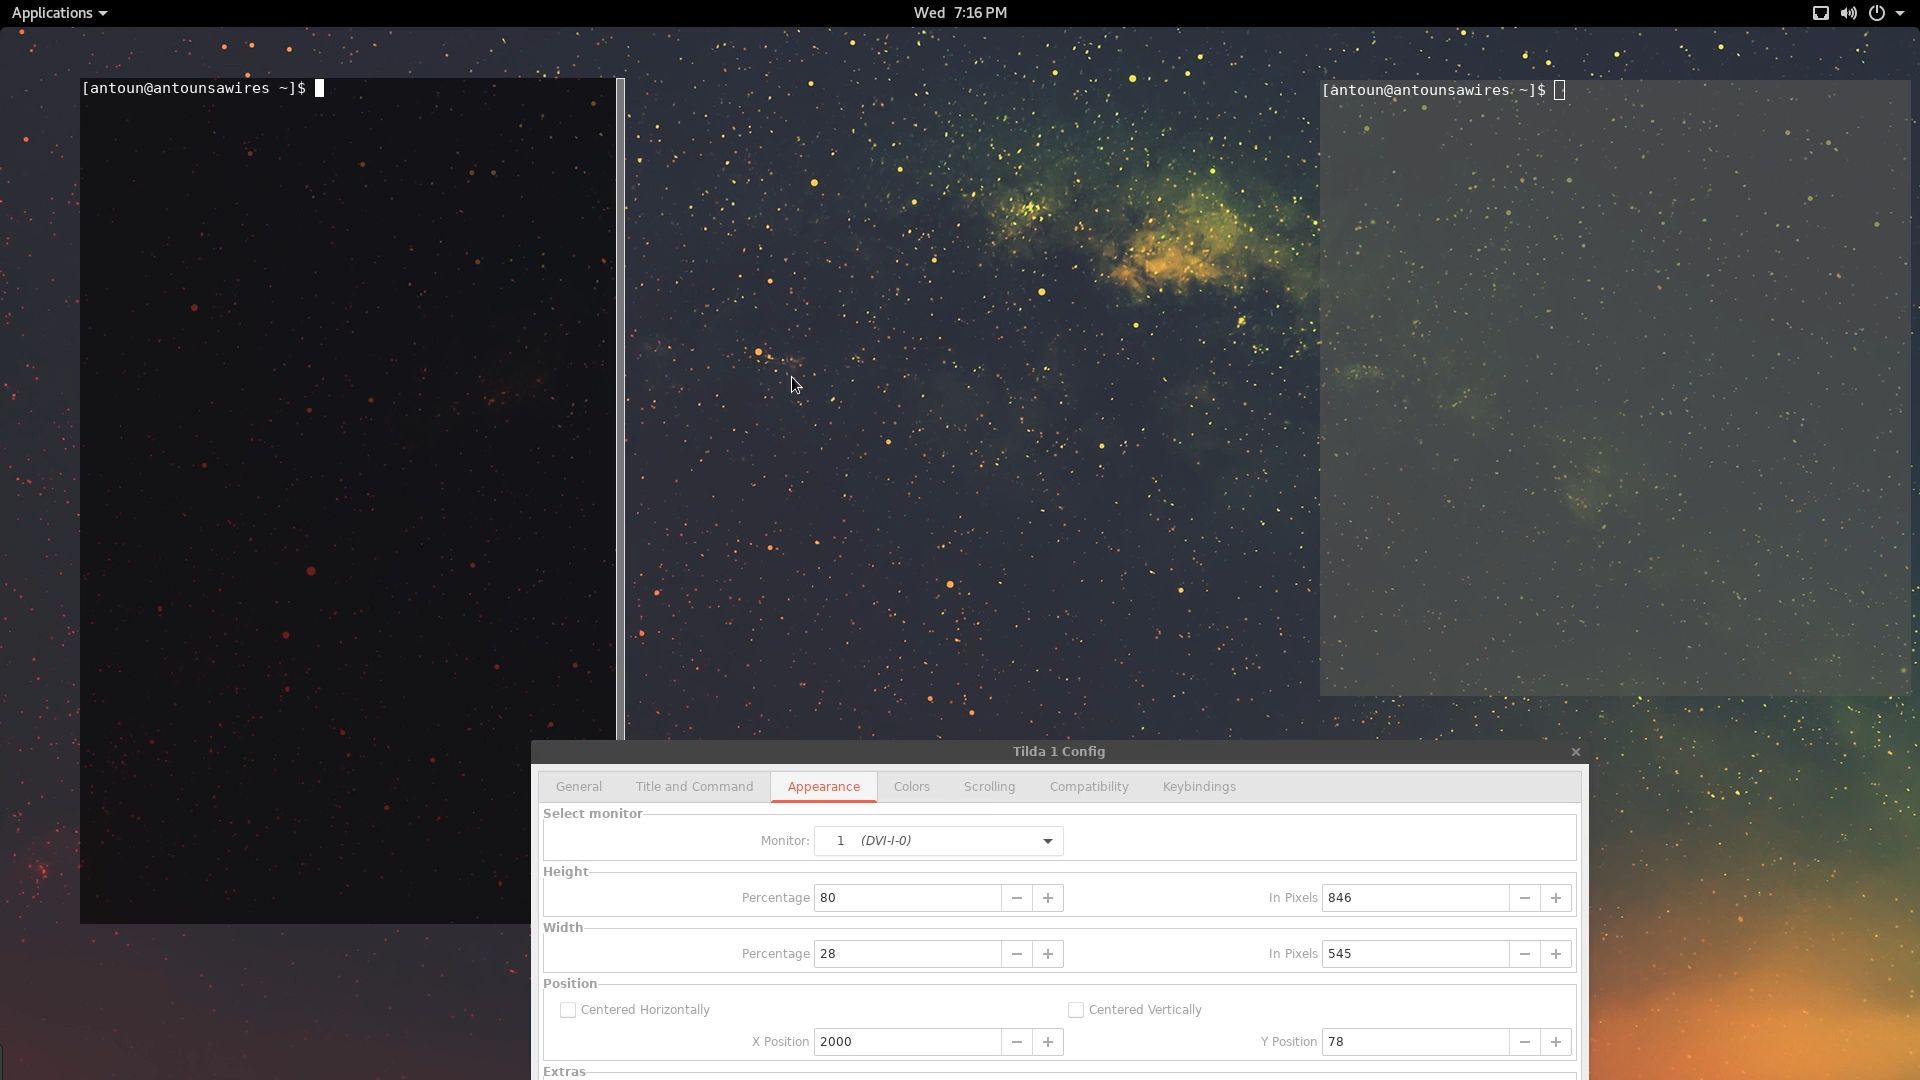 Applications
Wed 7:16 PM
[antoun@antounsawires ~]$
[antoun@antounsawires ~]$
Tilda 1 Config
General Title and Command Appearance Colors Scrolling Compatibility Keybindings
Select monitor
Monitor: 1 (DVI-I-0)
Height
Percentage 80 In Pixels 846
Width
Percentage 28 In Pixels 545
Position
Centered Horizontally Centered Vertically
X Position 2000 Y Position 78
Extras